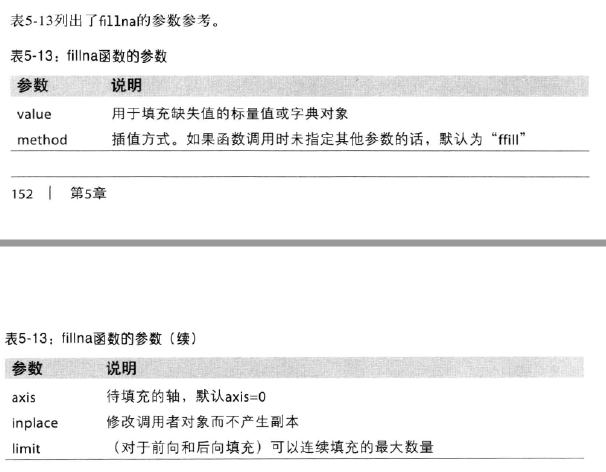 表5-13列出了fillna的参数参考。
表5-13：fillna函数的参数
参数 说明
value 用于填充缺失值的标量值或字典对象
method 插值方式。如果函数调用时未指定其他参数的话，默认为“ffill”
152 | 第5章
表5-13：fillna函数的参数（续）
参数 说明
axis 待填充的轴，默认axis=0
inplace 修改调用者对象而不产生副本
limit （对于前向和后向填充）可以连续填充的最大数量